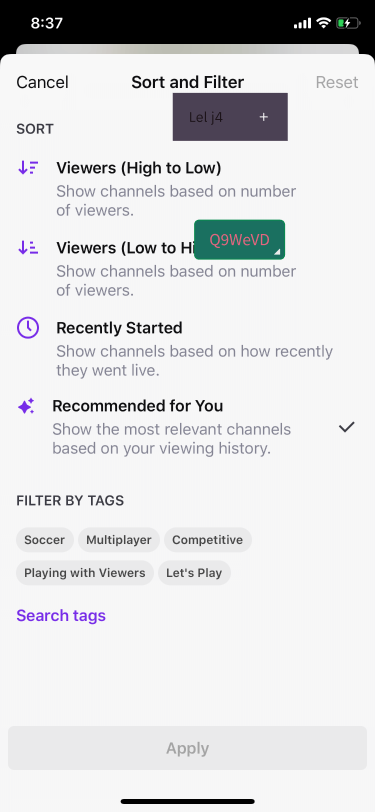 8:37
Cancel
Sort and Filter
Reset
Lel j4 +
SORT
Viewers (High to Low)
Show channels based on number
of viewers.
Q9WeVD
Viewers (Low to Hi
Show channels based on number
of viewers.
Recently Started
Show channels based on how recently
they went live.
Recommended for You
Show the most relevant channels
based on your viewing history.
FILTER BY TAGS
Soccer
Multiplayer
Competitive
Playing with Viewers
Let's Play
Search tags
Apply